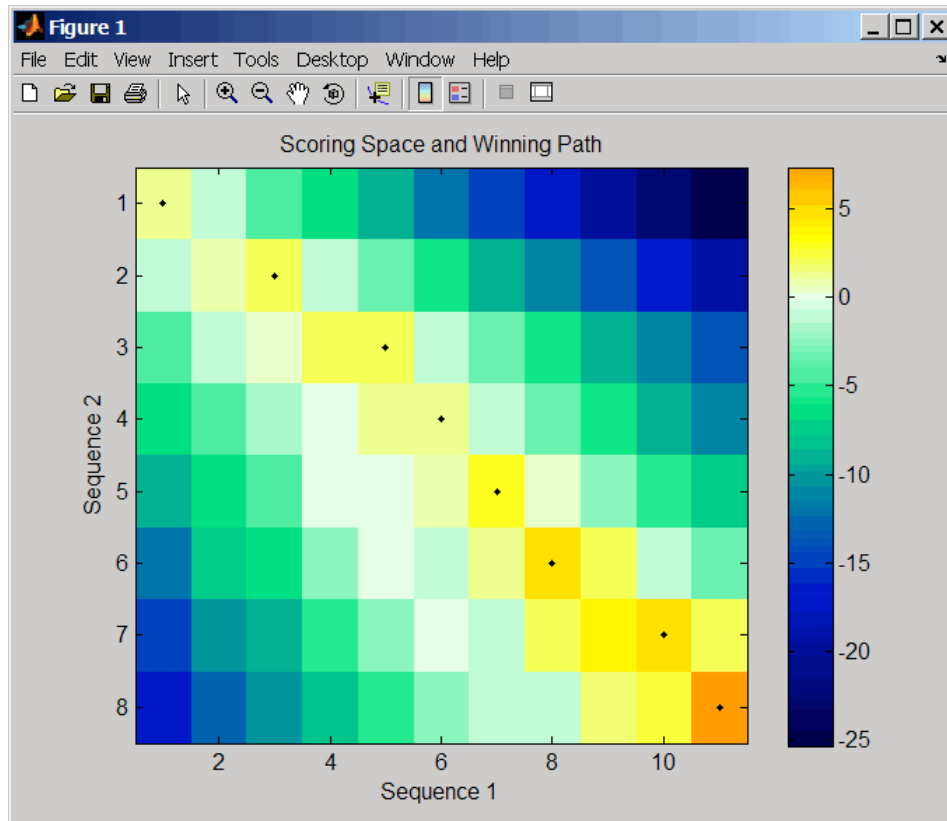 Figure 1
File Edit View Insert Tools Desktop Window Help
Scoring Space and Winning Path
1
2
3
4
5
6
7
8
Sequence 2
2 4 6 8 10
Sequence 1
5
0
-5
-10
-15
-20
-25